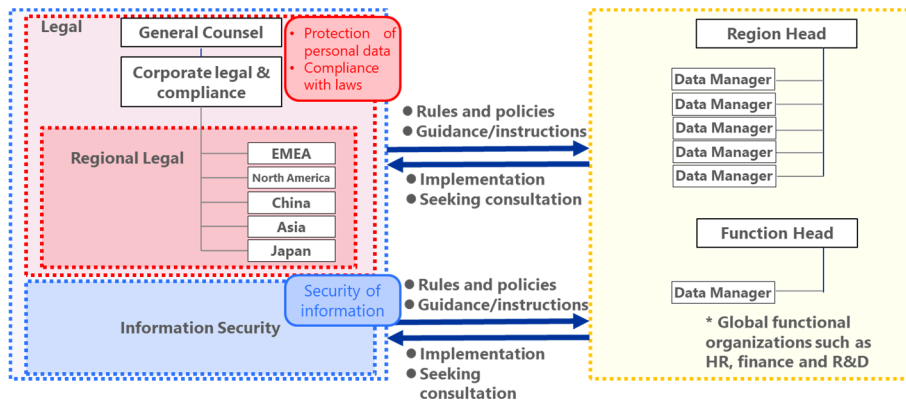 Legal
General Counsel
Corporate legal &
compliance
• Protection of
personal data
• Compliance
with laws
Regional Legal
EMEA
North America
China
Asia
Japan
Information Security
Security of
information
● Rules and policies
● Guidance/instructions
● Implementation
● Seeking consultation
● Rules and policies
● Guidance/instructions
● Implementation
● Seeking
consultation
Region Head
Data Manager
Data Manager
Data Manager
Data Manager
Data Manager
Function Head
Data Manager
* Global functional
organizations such as
HR, finance and R&D